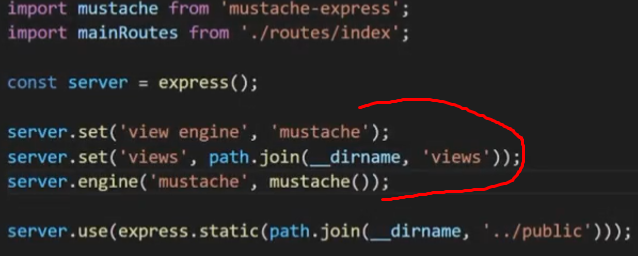 import mustache from 'mustache-express';
import mainRoutes from './routes/index';
const server = express();
server.set('view engine', 'mustache');
server.set('views', path.join(__dirname, 'views'));
server.engine('mustache', mustache());
server.use(express.static(path.join(__dirname, '../public')));